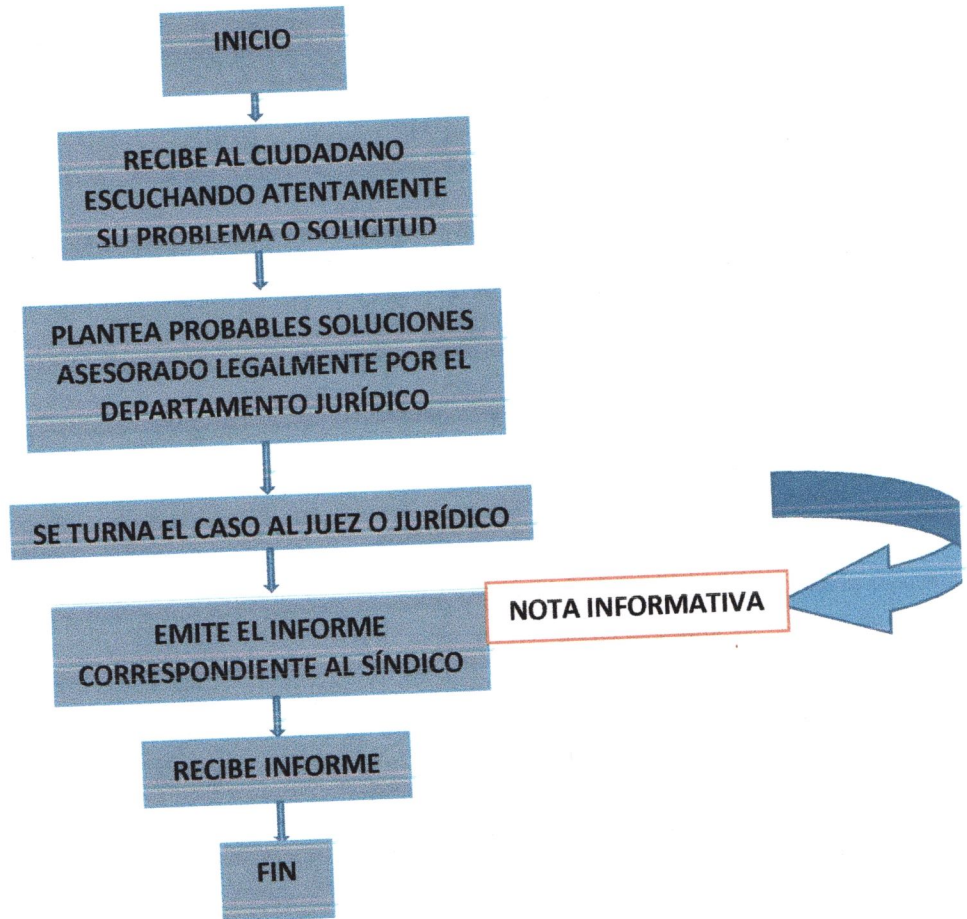 INICIO
RECIBE AL CIUDADANO
ESCUCHANDO ATENTAMENTE
SU PROBLEMA O SOLICITUD
PLANTEA PROBABLES SOLUCIONES
ASESORADO LEGALMENTE POR EL
DEPARTAMENTO JURÍDICO
SE TURNA EL CASO AL JUEZ O JURÍDICO
EMITE EL INFORME
CORRESPONDIENTE AL SÍNDICO
NOTA INFORMATIVA
RECIBE INFORME
FIN